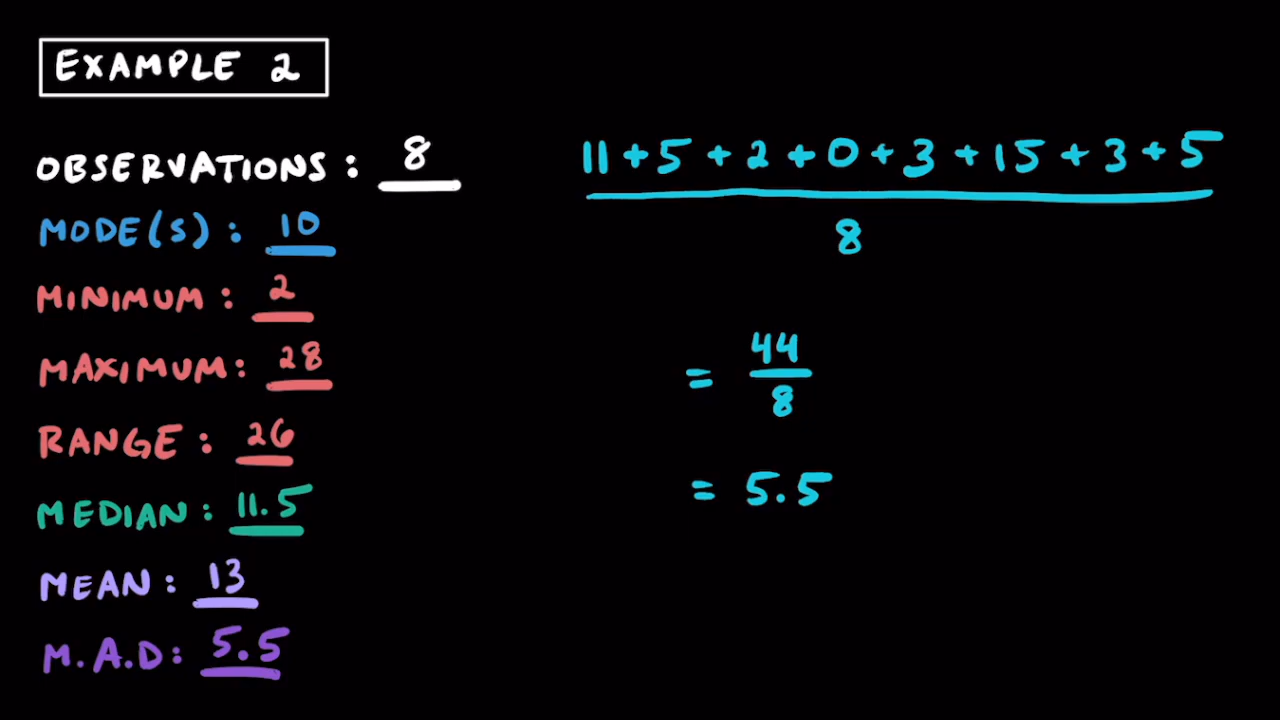 EXAMPLE 2
OBSERVATIONS: 8
MODE(S): 10
MINIMUM: 2
MAXIMUM: 28
RANGE: 26
MEDIAN: 11.5
MEAN: 13
M.A.D: 5.5
11 + 5 + 2 + 0 + 3 + 15 + 3 + 5
8
= 44
8
= 5.5